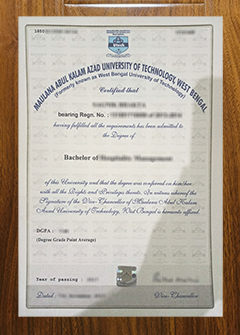 MAULANA ABUL KALAM AZAD UNIVERSITY OF TECHNOLOGY, WEST BENGAL
(Formerly known as West Bengal University of Technology)
Certified that
bearing Regn. No. :
having fulfilled all the requirements has been admitted to
the Degree of
Bachelor of Hospitality Management
of this University and that the degree was conferred on him/her
with all the Rights and Privileges thereto. In witness whereof the
Signature of the Vice-Chancellor of Maulana Abul Kalam
Azad University of Technology, West Bengal is hereunto affixed.
DGPA :
(Degree Grade Point Average)
Year of passing :
Dated
Vice-Chancellor